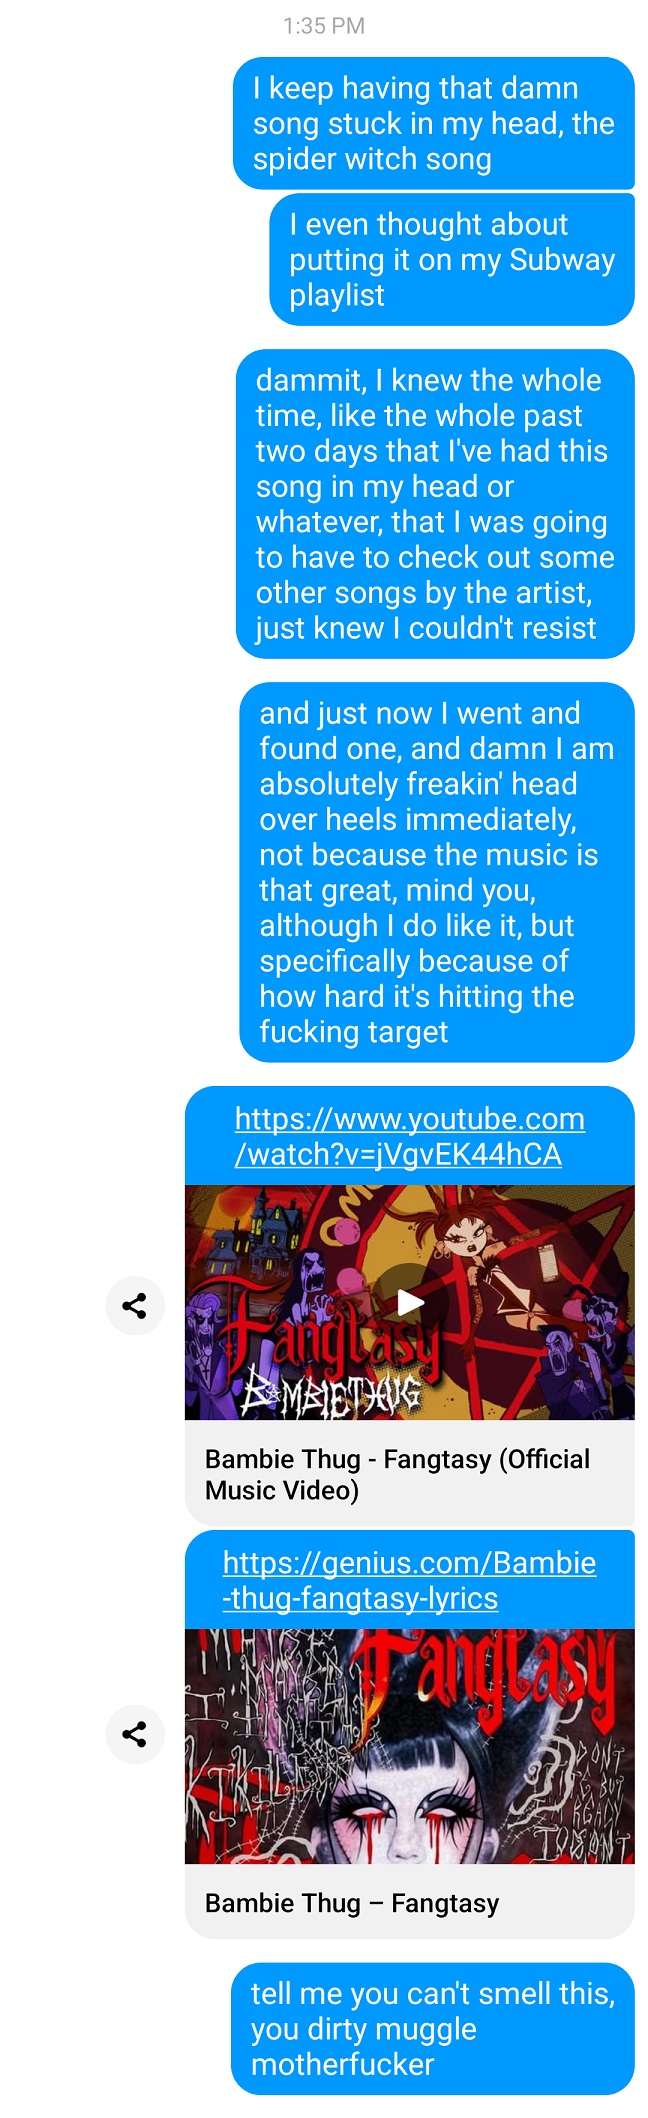 1:35 PM
I keep having that damn
song stuck in my head, the
spider witch song
I even thought about
putting it on my Subway
playlist
dammit, I knew the whole
time, like the whole past
two days that I've had this
song in my head or
whatever, that I was going
to have to check out some
other songs by the artist,
just knew I couldn't resist
and just now I went and
found one, and damn I am
absolutely freakin' head
over heels immediately,
not because the music is
that great, mind you,
although I do like it, but
specifically because of
how hard it's hitting the
fucking target
https://www.youtube.com
/watch?v=jVgvEK44hCA
Fangtasy
BAMBIETHUG
Bambie Thug - Fangtasy (Official
Music Video)
https://genius.com/Bambie
-thug-fangtasy-lyrics
Fangtasy
Bambie Thug – Fangtasy
tell me you can't smell this,
you dirty muggle
motherfucker